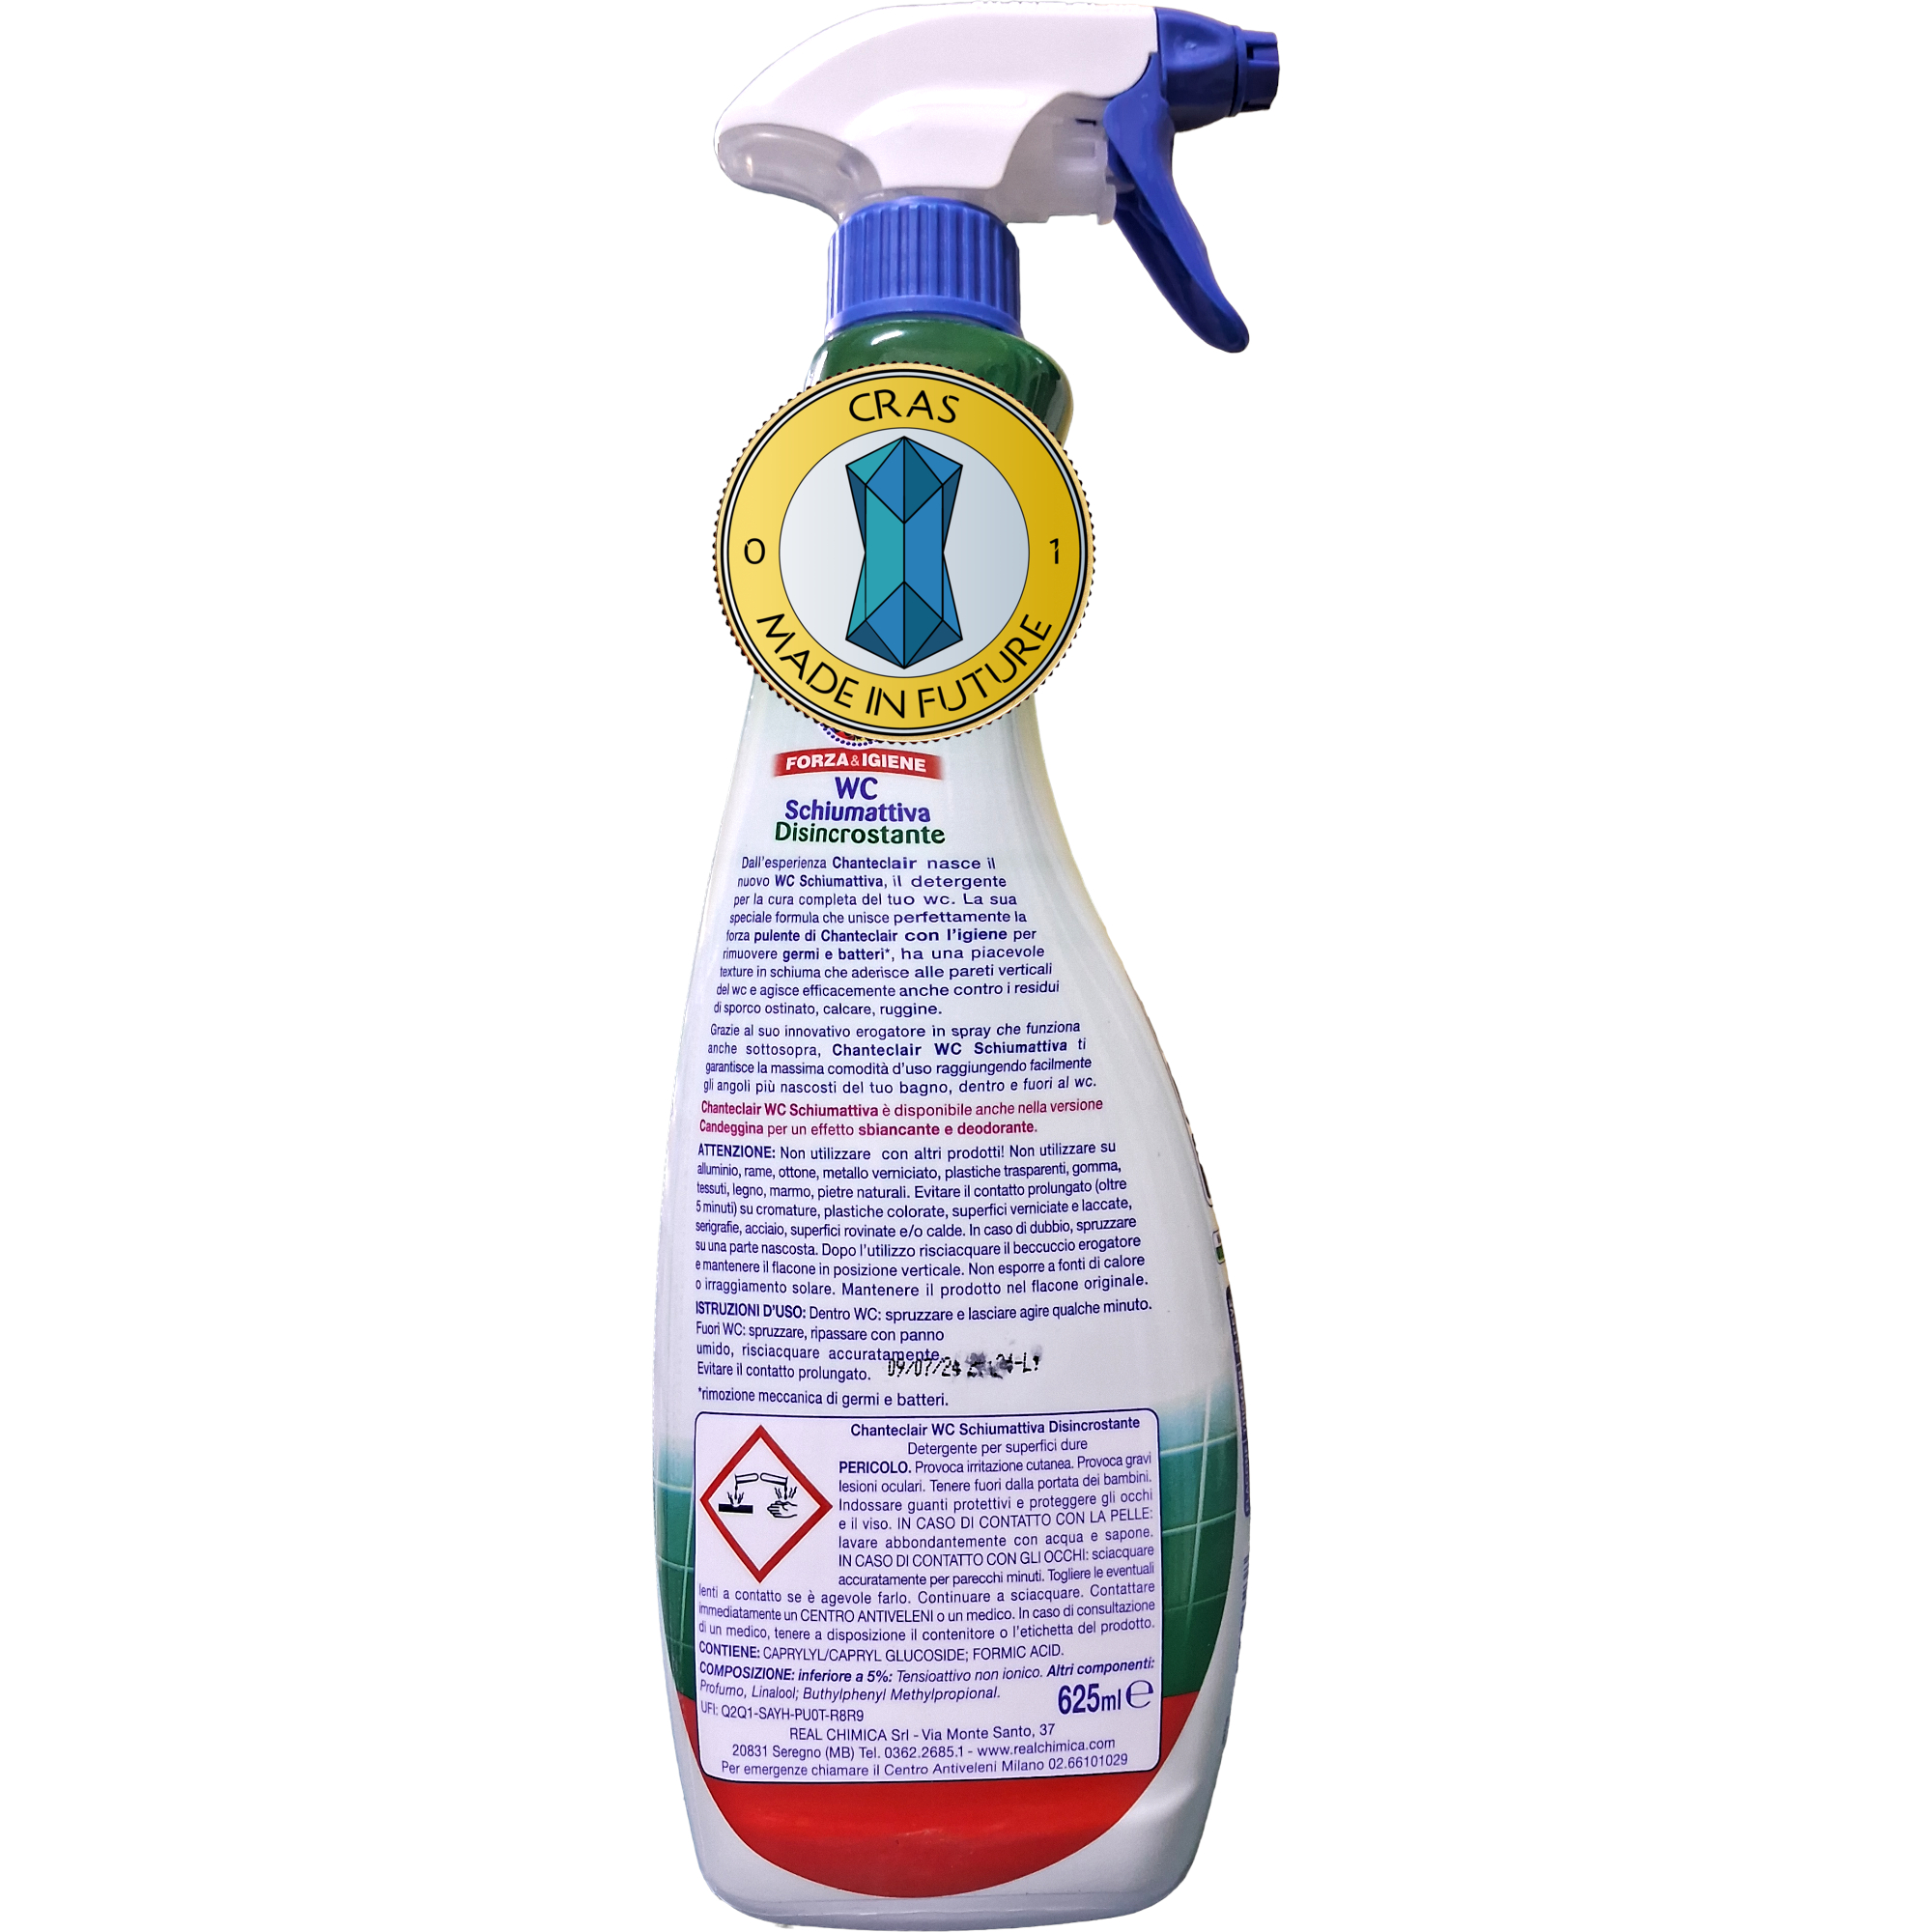 CRAS
0 1
MADE IN FUTURE
FORZA&IGIENE
WC
Schiumattiva
Disincrostante
Dall'esperienza Chanteclair nasce il
nuovo WC Schiumattiva, il detergente
per la cura completa del tuo wc. La sua
speciale formula che unisce perfettamente la
forza pulente di Chanteclair con l'igiene per
rimuovere germi e batteri*, ha una piacevole
texture in schiuma che aderisce alle pareti verticali
del wc e agisce efficacemente anche contro i residui
di sporco ostinato, calcare, ruggine.
Grazie al suo innovativo erogatore in spray che funziona
anche sottosopra, Chanteclair WC Schiumattiva ti
garantisce la massima comodità d'uso raggiungendo facilmente
gli angoli più nascosti del tuo bagno, dentro e fuori al wc.
Chanteclair WC Schiumattiva è disponibile anche nella versione
Candeggina per un effetto sbiancante e deodorante.
ATTENZIONE: Non utilizzare con altri prodotti! Non utilizzare su
alluminio, rame, ottone, metallo verniciato, plastiche trasparenti, gomma,
tessuti, legno, marmo, pietre naturali. Evitare il contatto prolungato (oltre
5 minuti) su cromature, plastiche colorate, superfici verniciate e laccate,
serigrafie, acciaio, superfici rovinate e/o calde. In caso di dubbio, spruzzare
su una parte nascosta. Dopo l'utilizzo risciacquare il beccuccio erogatore
e mantenere il flacone in posizione verticale. Non esporre a fonti di calore
o irraggiamento solare. Mantenere il prodotto nel flacone originale.
ISTRUZIONI D'USO: Dentro WC: spruzzare e lasciare agire qualche minuto.
Fuori WC: spruzzare, ripassare con panno
umido, risciacquare accuratamente.
Evitare il contatto prolungato. 09/07/24
*rimozione meccanica di germi e batteri.
Chanteclair WC Schiumattiva Disincrostante
Detergente per superfici dure
PERICOLO. Provoca irritazione cutanea. Provoca gravi
lesioni oculari. Tenere fuori dalla portata dei bambini.
Indossare guanti protettivi e proteggere gli occhi
e il viso. IN CASO DI CONTATTO CON LA PELLE:
lavare abbondantemente con acqua e sapone.
IN CASO DI CONTATTO CON GLI OCCHI: sciacquare
accuratamente per parecchi minuti. Togliere le eventuali
lenti a contatto se è agevole farlo. Continuare a sciacquare. Contattare
immediatamente un CENTRO ANTIVELENI o un medico. In caso di consultazione
di un medico, tenere a disposizione il contenitore o l'etichetta del prodotto.
CONTIENE: CAPRYLYL/CAPRYL GLUCOSIDE; FORMIC ACID.
COMPOSIZIONE: inferiore a 5%: Tensioattivo non ionico. Altri componenti:
Profumo, Linalool; Buthylphenyl Methylpropional.
625ml e
UFI: Q2Q1-SAYH-PU0T-R8R9
REAL CHIMICA Srl - Via Monte Santo, 37
20831 Seregno (MB) Tel. 0362.2685.1 - www.realchimica.com
Per emergenze chiamare il Centro Antiveleni Milano 02.66101029